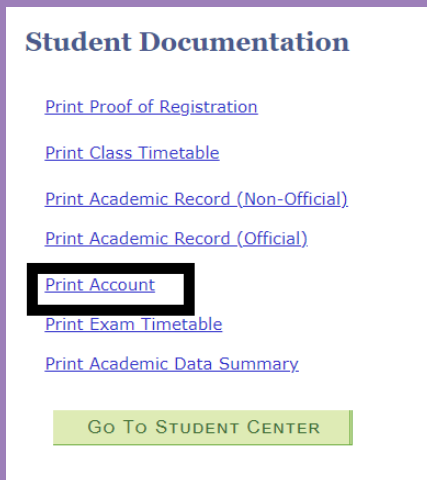 Student Documentation
Print Proof of Registration
Print Class Timetable
Print Academic Record (Non-Official)
Print Academic Record (Official)
Print Account
Print Exam Timetable
Print Academic Data Summary
Go To Student Center